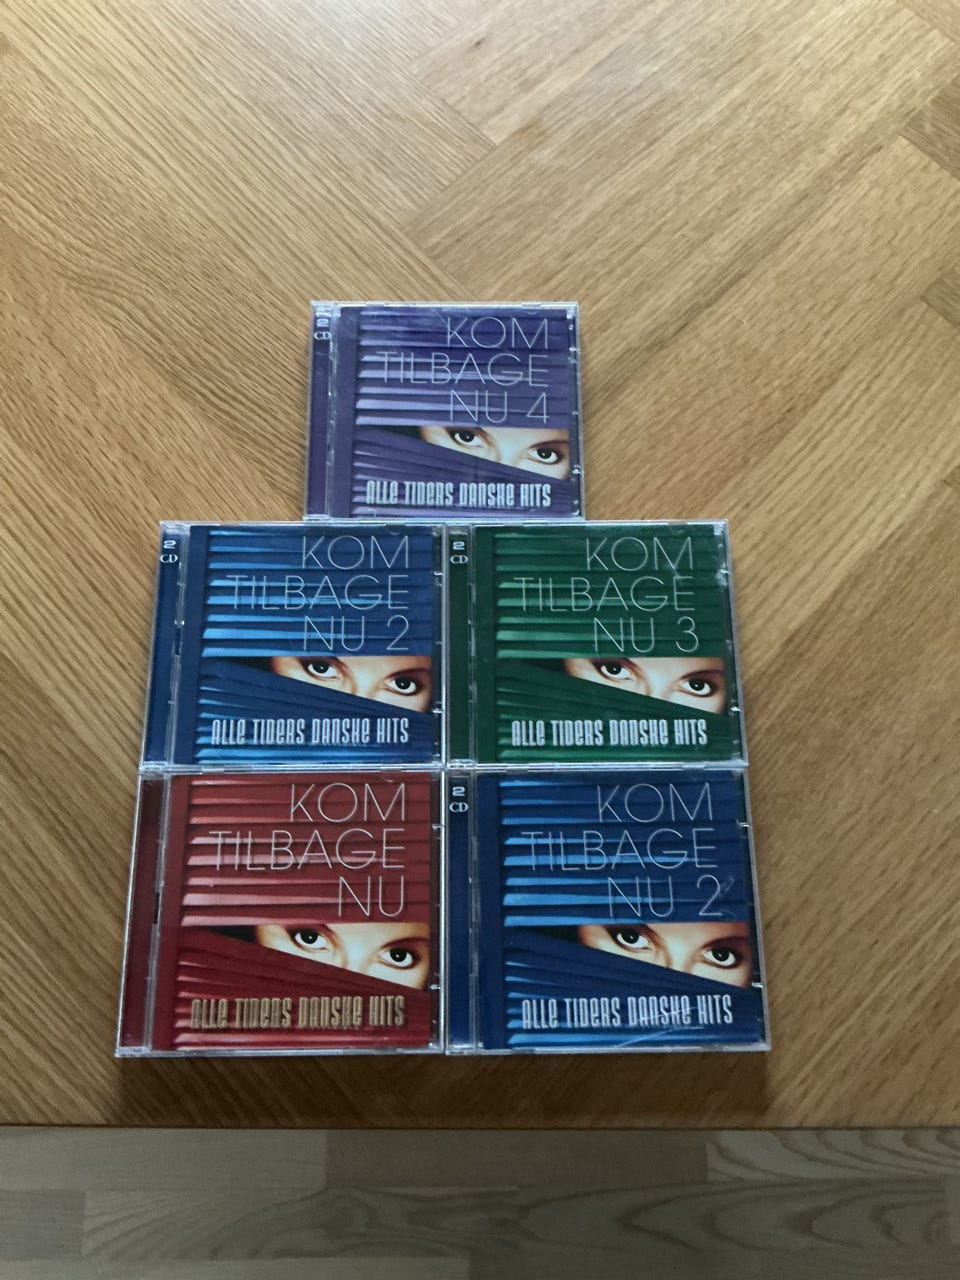 2
CD
KOM
TILBAGE
NU 4
ALLE TIDERS DANSKE HITS
2
CD
KOM
TILBAGE
NU 2
ALLE TIDERS DANSKE HITS
2
CD
KOM
TILBAGE
NU 3
ALLE TIDERS DANSKE HITS
KOM
TILBAGE
NU
ALLE TIDERS DANSKE HITS
2
CD
KOM
TILBAGE
NU 2
ALLE TIDERS DANSKE HITS